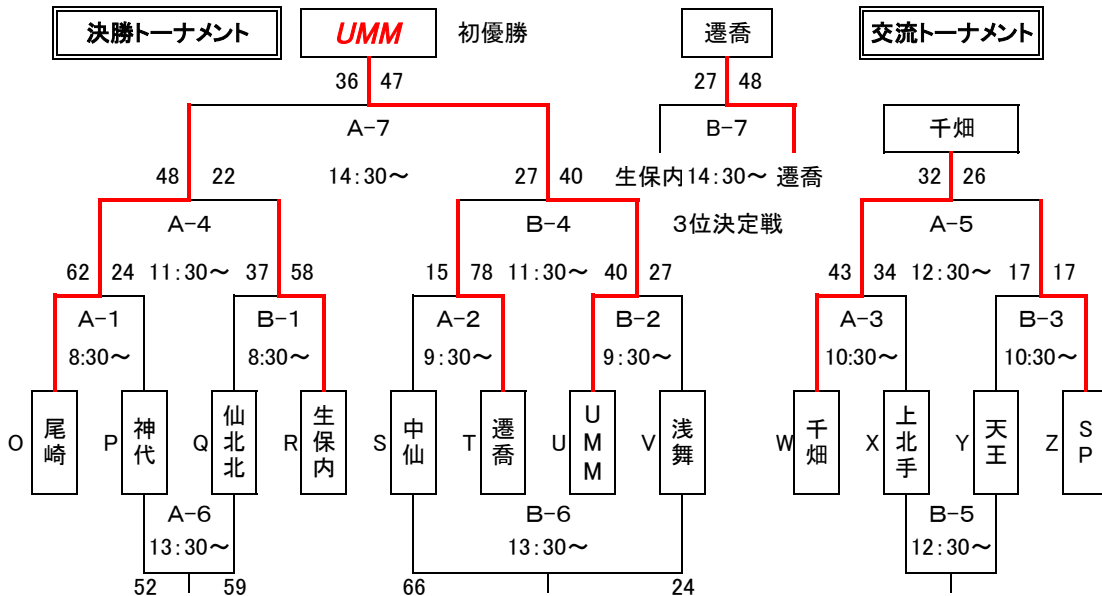 決勝トーナメント UMM 初優勝 遷喬 交流トーナメント
36 47 27 48
A-7 B-7 千畑
48 22 14:30～ 27 40 生保内14:30～ 遷喬 32 26
A-4 B-4 3位決定戦 A-5
62 24 11:30～ 37 58 15 78 11:30～ 40 27 43 34 12:30～ 17 17
A-1 B-1 A-2 B-2 A-3 B-3
8:30～ 8:30～ 9:30～ 9:30～ 10:30～ 10:30～
O 尾崎 P 神代 Q 仙北北 R 生保内 S 中仙 T 遷喬 U UMM V 浅舞 W 千畑 X 上北手 Y 天王 Z SP
A-6 B-6 B-5
13:30～ 13:30～ 12:30～
52 59 66 24